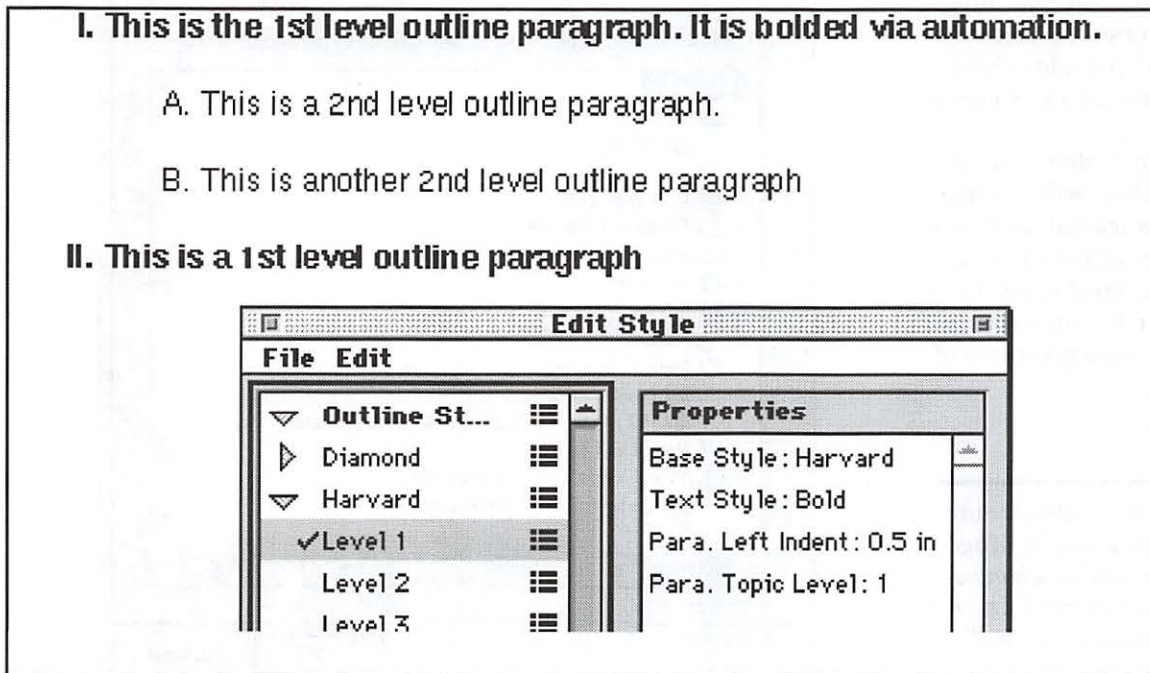 I. This is the 1st level outline paragraph. It is bolded via automation.
A. This is a 2nd level outline paragraph.
B. This is another 2nd level outline paragraph
II. This is a 1st level outline paragraph
Edit Style
File Edit
Outline St...
Diamond
Harvard
✓Level 1
Level 2
Level 3
Properties
Base Style: Harvard
Text Style: Bold
Para. Left Indent: 0.5 in
Para. Topic Level: 1